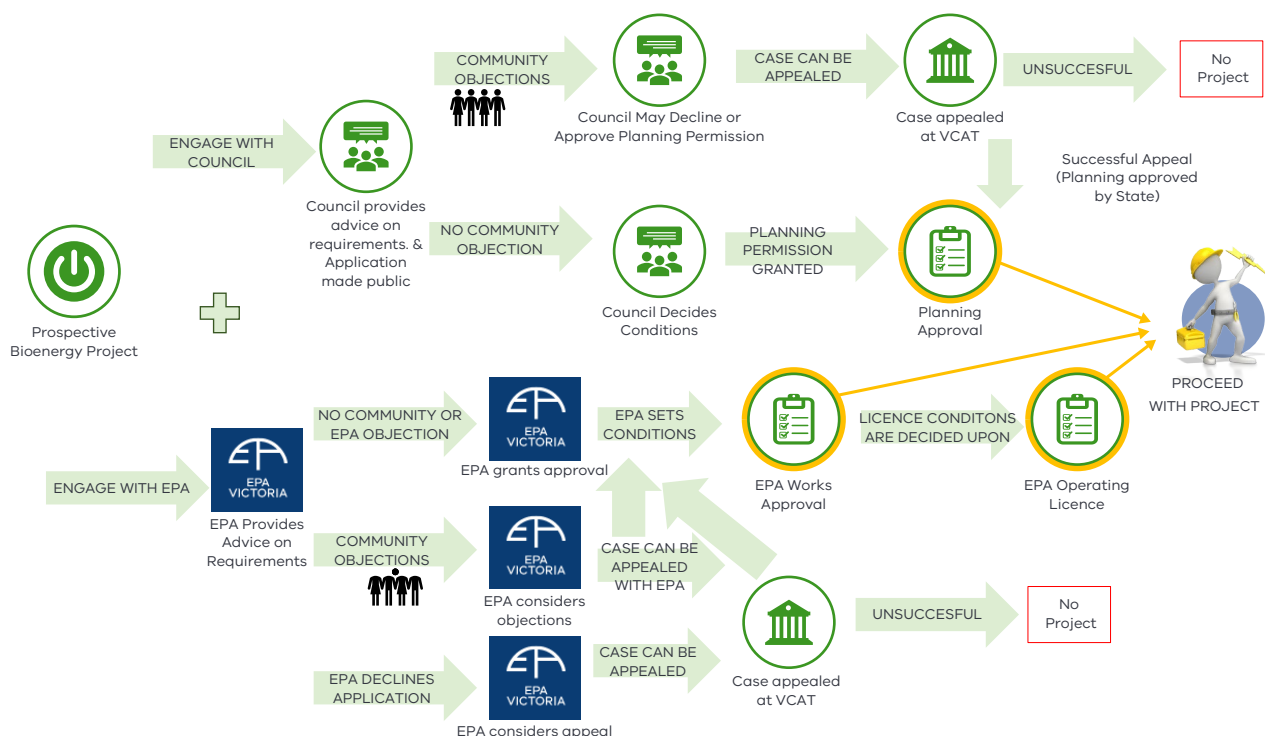 COMMUNITY
OBJECTIONS
Council May Decline or
Approve Planning Permission
CASE CAN BE
APPEALED
Case appealed
at VCAT
UNSUCCESFUL
No
Project
ENGAGE WITH
COUNCIL
Council provides
advice on
requirements. &
Application
made public
Successful Appeal
(Planning approved
by State)
NO COMMUNITY
OBJECTION
Council Decides
Conditions
PLANNING
PERMISSION
GRANTED
Planning
Approval
Prospective
Bioenergy Project
PROCEED
WITH PROJECT
NO COMMUNITY OR
EPA OBJECTION
EPA
VICTORIA
EPA grants approval
EPA SETS
CONDITIONS
EPA Works
Approval
LICENCE CONDITONS
ARE DECIDED UPON
EPA Operating
Licence
ENGAGE WITH EPA
EPA
VICTORIA
EPA Provides
Advice on
Requirements
COMMUNITY
OBJECTIONS
EPA
VICTORIA
EPA considers
objections
CASE CAN BE
APPEALED
WITH EPA
EPA DECLINES
APPLICATION
EPA
VICTORIA
EPA considers appeal
CASE CAN BE
APPEALED
Case appealed
at VCAT
UNSUCCESFUL
No
Project